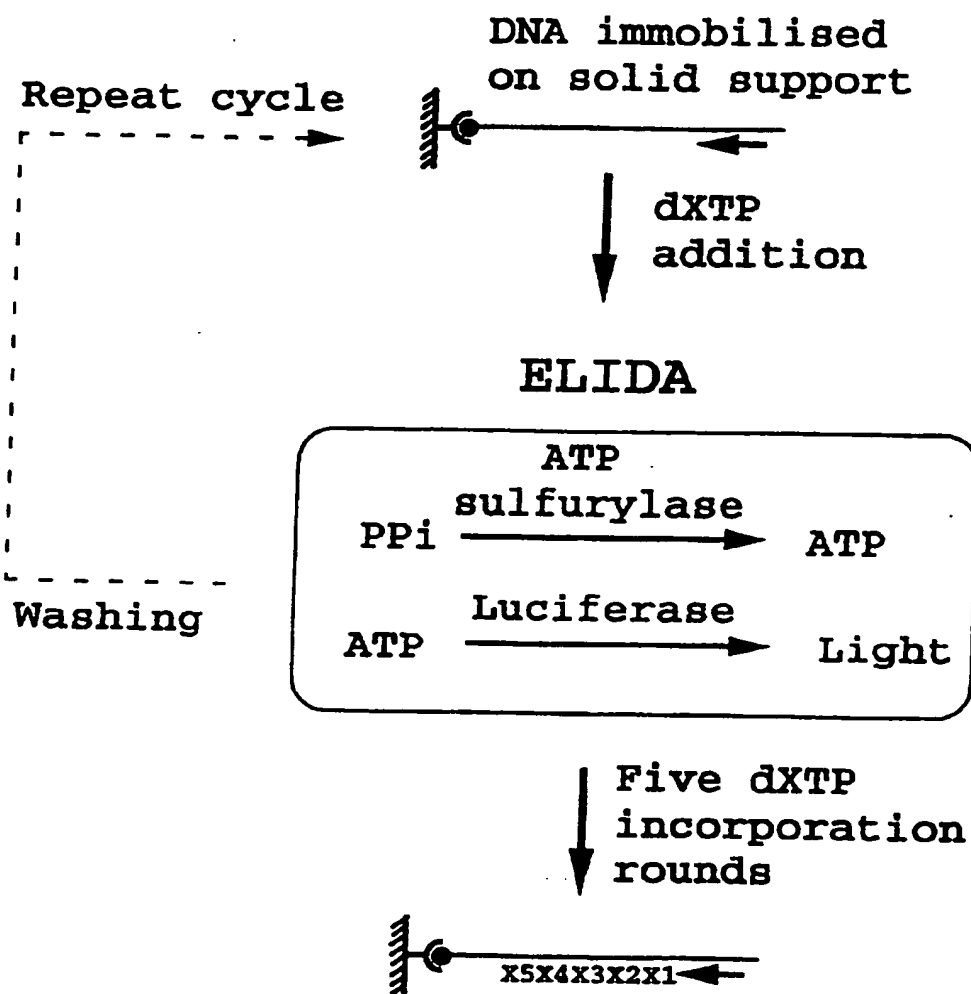 DNA immobilised
on solid support
Repeat cycle
dXTP
addition
ELIDA
ATP
sulfurylase
PPi
ATP
Luciferase
ATP
Light
Washing
Five dXTP
incorporation
rounds
X5X4X3X2X1